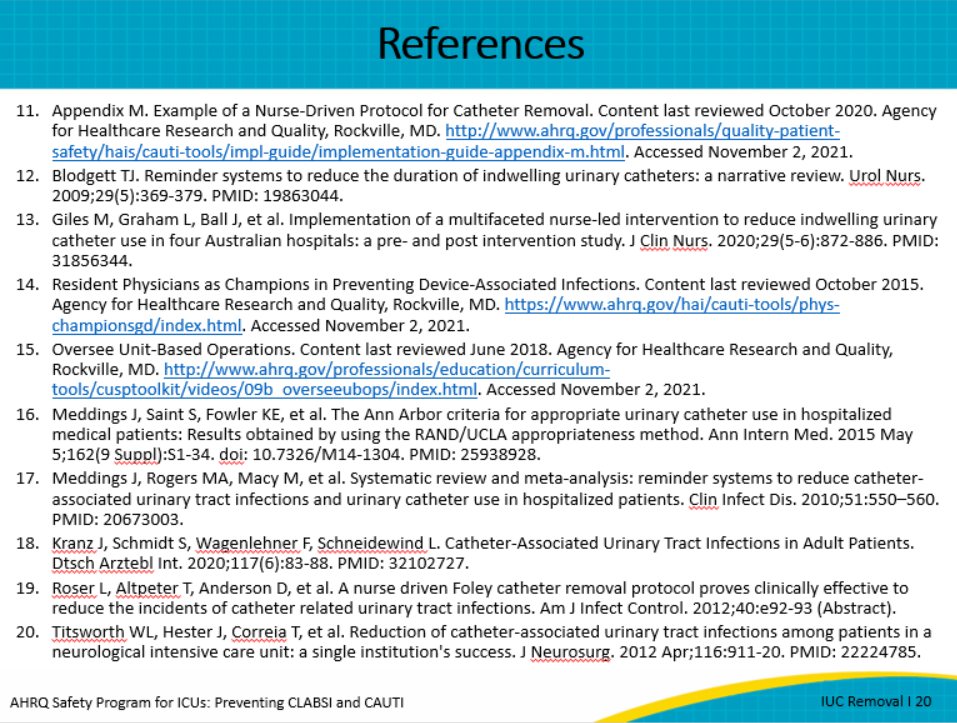 References
11. Appendix M. Example of a Nurse-Driven Protocol for Catheter Removal. Content last reviewed October 2020. Agency
for Healthcare Research and Quality, Rockville, MD. http://www.ahrq.gov/professionals/quality-patient-
safety/hais/cauti-tools/impl-guide/implementation-guide-appendix-m.html. Accessed November 2, 2021.
12. Blodgett TJ. Reminder systems to reduce the duration of indwelling urinary catheters: a narrative review. Urol Nurs.
2009;29(5):369-379. PMID: 19863044.
13. Giles M, Graham L, Ball J, et al. Implementation of a multifaceted nurse-led intervention to reduce indwelling urinary
catheter use in four Australian hospitals: a pre- and post intervention study. J Clin Nurs. 2020;29(5-6):872-886. PMID:
31856344.
14. Resident Physicians as Champions in Preventing Device-Associated Infections. Content last reviewed October 2015.
Agency for Healthcare Research and Quality, Rockville, MD. https://www.ahrq.gov/hai/cauti-tools/phys-
championsgd/index.html. Accessed November 2, 2021.
15. Oversee Unit-Based Operations. Content last reviewed June 2018. Agency for Healthcare Research and Quality,
Rockville, MD. http://www.ahrq.gov/professionals/education/curriculum-
tools/cusptoolkit/videos/09b_overseeubops/index.html. Accessed November 2, 2021.
16. Meddings J, Saint S, Fowler KE, et al. The Ann Arbor criteria for appropriate urinary catheter use in hospitalized
medical patients: Results obtained by using the RAND/UCLA appropriateness method. Ann Intern Med. 2015 May
5;162(9 Suppl):S1-34. doi: 10.7326/M14-1304. PMID: 25938928.
17. Meddings J, Rogers MA, Macy M, et al. Systematic review and meta-analysis: reminder systems to reduce catheter-
associated urinary tract infections and urinary catheter use in hospitalized patients. Clin Infect Dis. 2010;51:550–560.
PMID: 20673003.
18. Kranz J, Schmidt S, Wagenlehner F, Schneidewind L. Catheter-Associated Urinary Tract Infections in Adult Patients.
Dtsch Arztebl Int. 2020;117(6):83-88. PMID: 32102727.
19. Roser L, Altpeter T, Anderson D, et al. A nurse driven Foley catheter removal protocol proves clinically effective to
reduce the incidents of catheter related urinary tract infections. Am J Infect Control. 2012;40:e92-93 (Abstract).
20. Titsworth WL, Hester J, Correia T, et al. Reduction of catheter-associated urinary tract infections among patients in a
neurological intensive care unit: a single institution's success. J Neurosurg. 2012 Apr;116:911-20. PMID: 22224785.
AHRQ Safety Program for ICUs: Preventing CLABSI and CAUTI
IUC Removal I 20